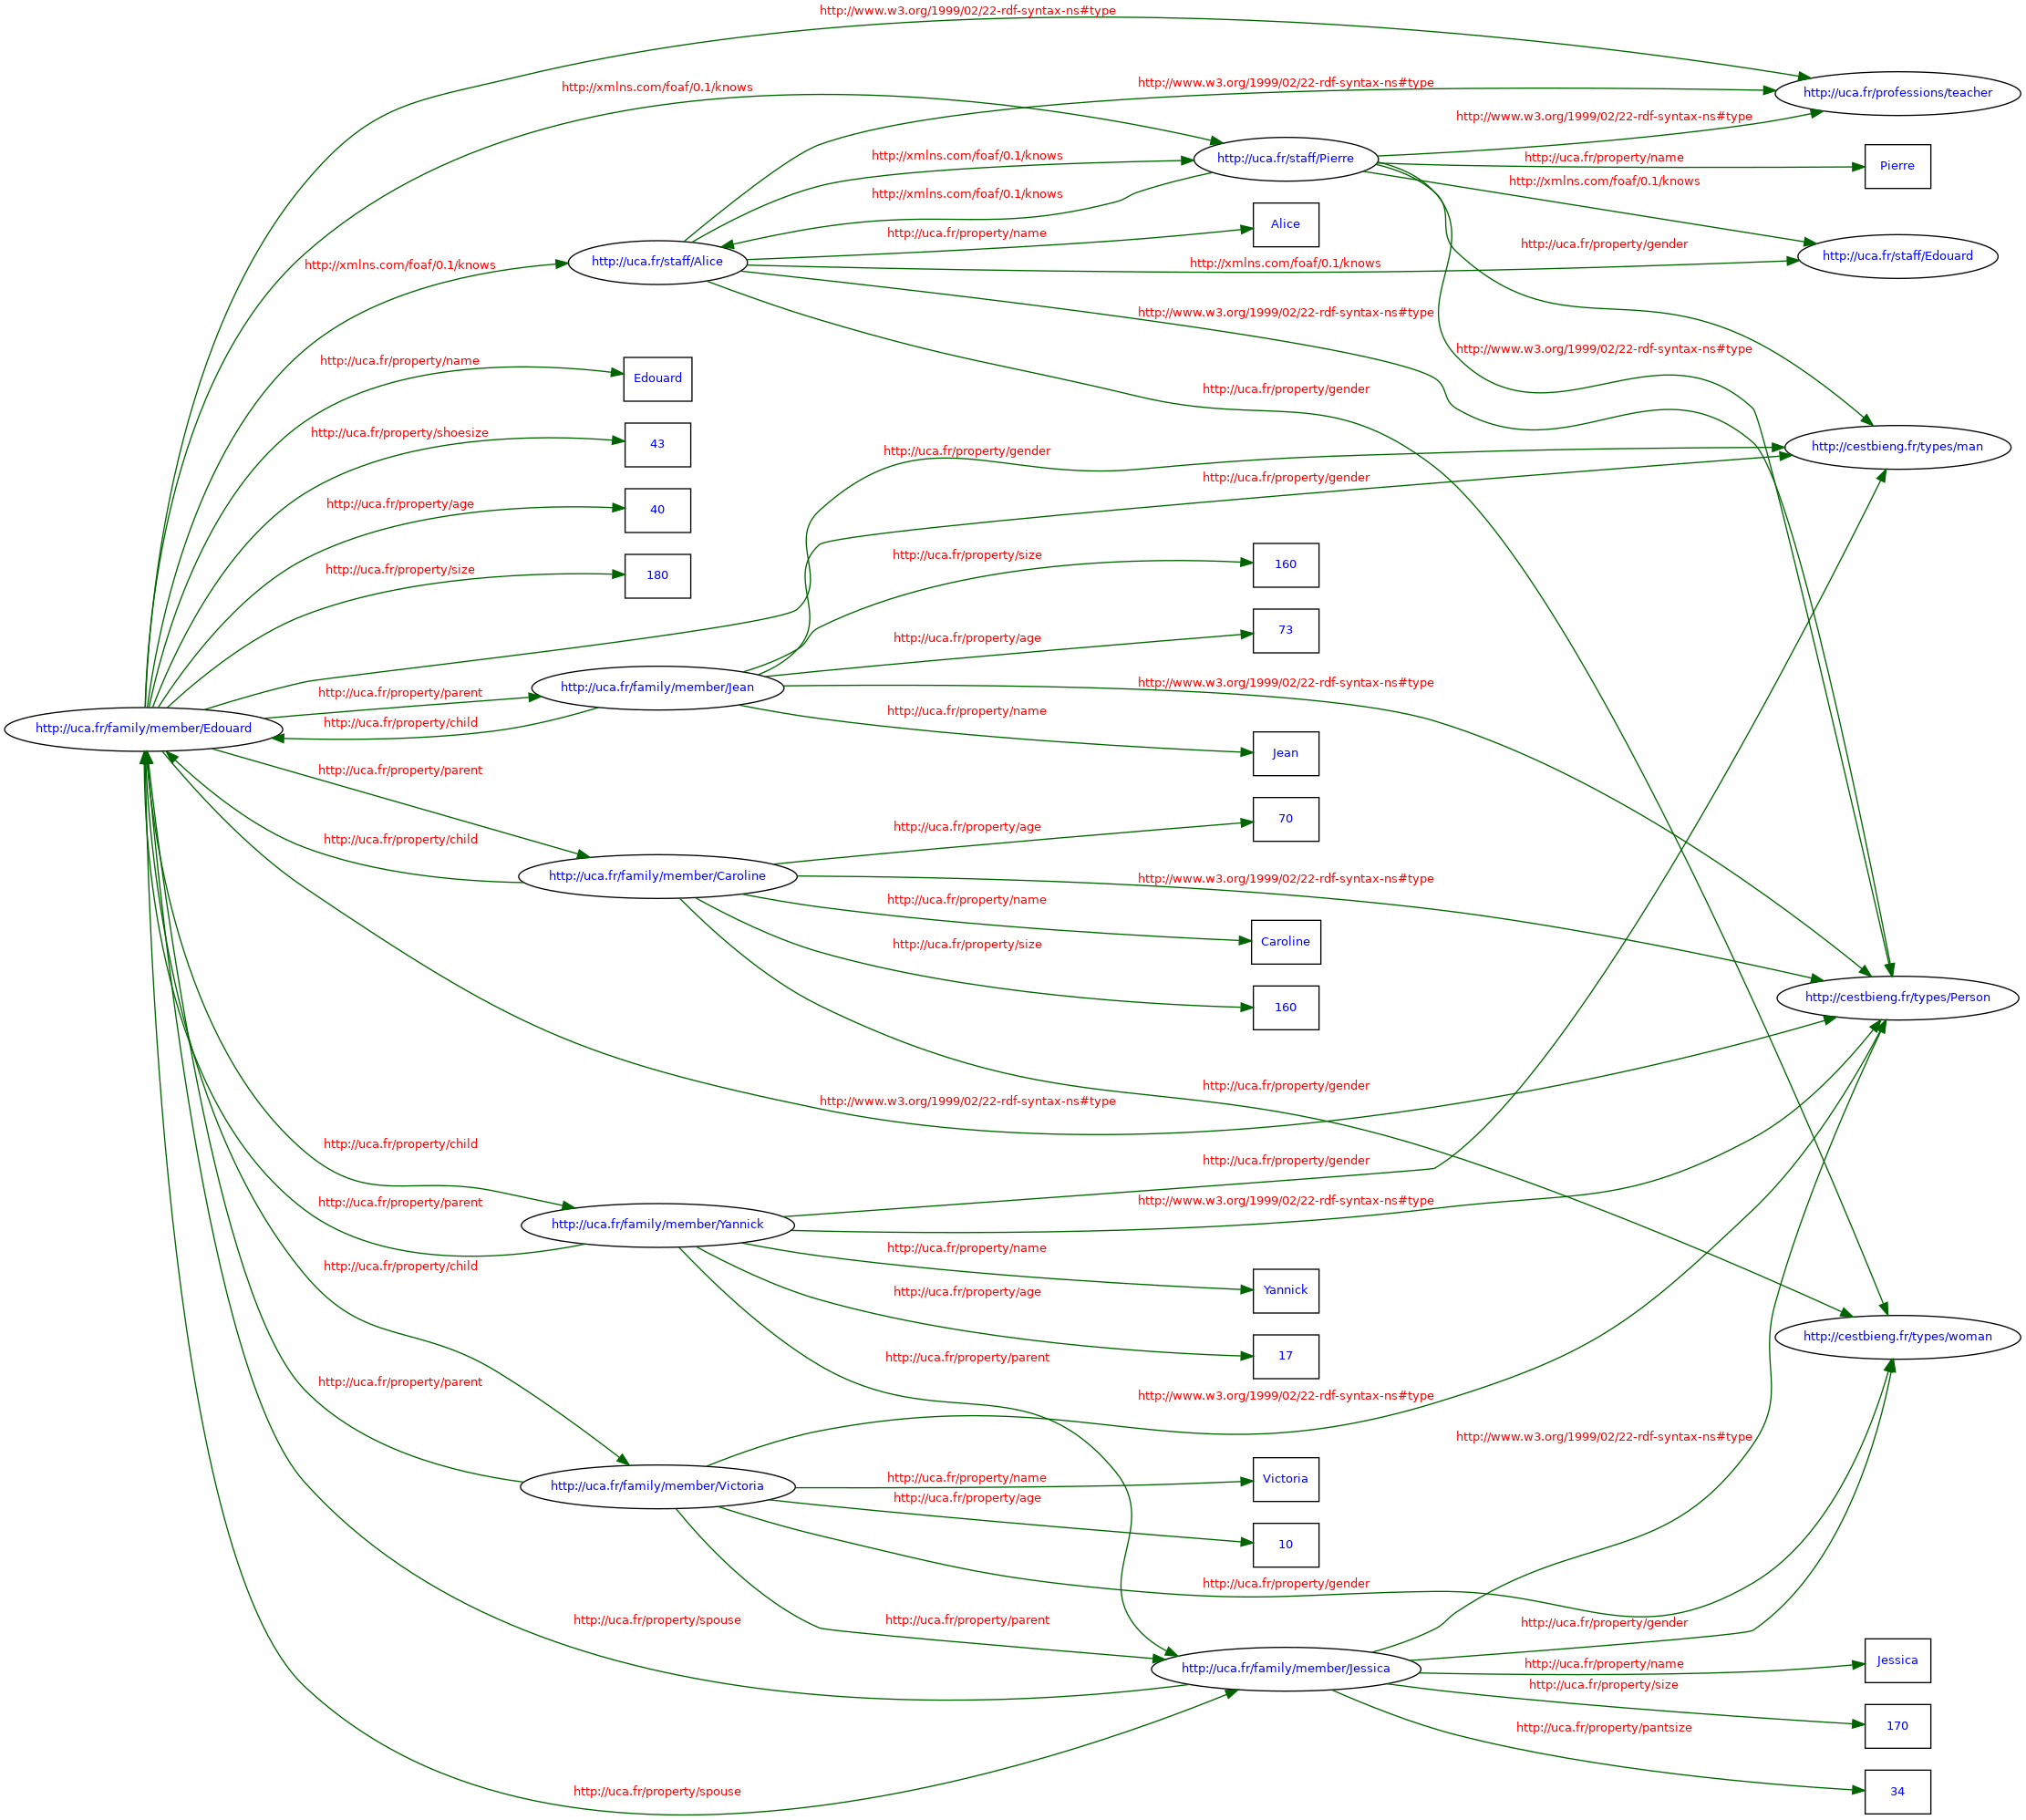 http://www.w3.org/1999/02/22-rdf-syntax-ns#type
http://xmlns.com/foaf/0.1/knows
http://www.w3.org/1999/02/22-rdf-syntax-ns#type
http://uca.fr/professions/teacher
http://www.w3.org/1999/02/22-rdf-syntax-ns#type
http://xmlns.com/foaf/0.1/knows
http://uca.fr/staff/Pierre
http://uca.fr/property/name
Pierre
http://xmlns.com/foaf/0.1/knows
http://xmlns.com/foaf/0.1/knows
Alice
http://uca.fr/property/name
http://uca.fr/property/gender
http://uca.fr/staff/Edouard
http://xmlns.com/foaf/0.1/knows
http://uca.fr/staff/Alice
http://xmlns.com/foaf/0.1/knows
http://www.w3.org/1999/02/22-rdf-syntax-ns#type
http://www.w3.org/1999/02/22-rdf-syntax-ns#type
http://uca.fr/property/name
Edouard
http://uca.fr/property/gender
http://uca.fr/property/shoesize
43
http://uca.fr/property/gender
http://cestbieng.fr/types/man
http://uca.fr/property/gender
http://uca.fr/property/age
40
http://uca.fr/property/size
160
http://uca.fr/property/size
180
http://uca.fr/property/age
73
http://uca.fr/property/parent
http://uca.fr/family/member/Jean
http://www.w3.org/1999/02/22-rdf-syntax-ns#type
http://uca.fr/property/name
http://uca.fr/property/child
http://uca.fr/family/member/Edouard
Jean
http://uca.fr/property/parent
http://uca.fr/property/age
70
http://uca.fr/property/child
http://uca.fr/family/member/Caroline
http://www.w3.org/1999/02/22-rdf-syntax-ns#type
http://uca.fr/property/name
Caroline
http://uca.fr/property/size
160
http://cestbieng.fr/types/Person
http://uca.fr/property/gender
http://www.w3.org/1999/02/22-rdf-syntax-ns#type
http://uca.fr/property/child
http://uca.fr/property/gender
http://uca.fr/property/parent
http://www.w3.org/1999/02/22-rdf-syntax-ns#type
http://uca.fr/family/member/Yannick
http://uca.fr/property/name
http://uca.fr/property/child
Yannick
http://uca.fr/property/age
http://cestbieng.fr/types/woman
17
http://uca.fr/property/parent
http://uca.fr/property/parent
http://www.w3.org/1999/02/22-rdf-syntax-ns#type
http://www.w3.org/1999/02/22-rdf-syntax-ns#type
http://uca.fr/family/member/Victoria
http://uca.fr/property/name
Victoria
http://uca.fr/property/age
10
http://uca.fr/property/gender
http://uca.fr/property/spouse
http://uca.fr/property/parent
http://uca.fr/property/gender
http://uca.fr/family/member/Jessica
http://uca.fr/property/name
Jessica
http://uca.fr/property/size
170
http://uca.fr/property/pantsize
http://uca.fr/property/spouse
34